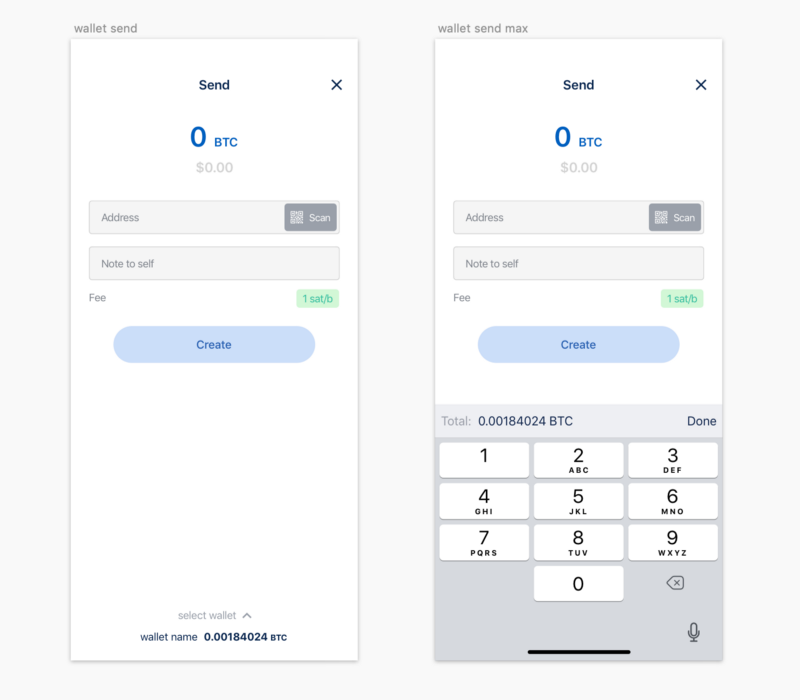 wallet send
Send
0 BTC
$0.00
Address
Scan
Note to self
Fee
1 sat/b
Create
select wallet
wallet name 0.00184024 BTC
wallet send max
Send
0 BTC
$0.00
Address
Scan
Note to self
Fee
1 sat/b
Create
Total: 0.00184024 BTC
Done
1
2
ABC
3
DEF
4
GHI
5
JKL
6
MNO
7
PQRS
8
TUV
9
WXYZ
0